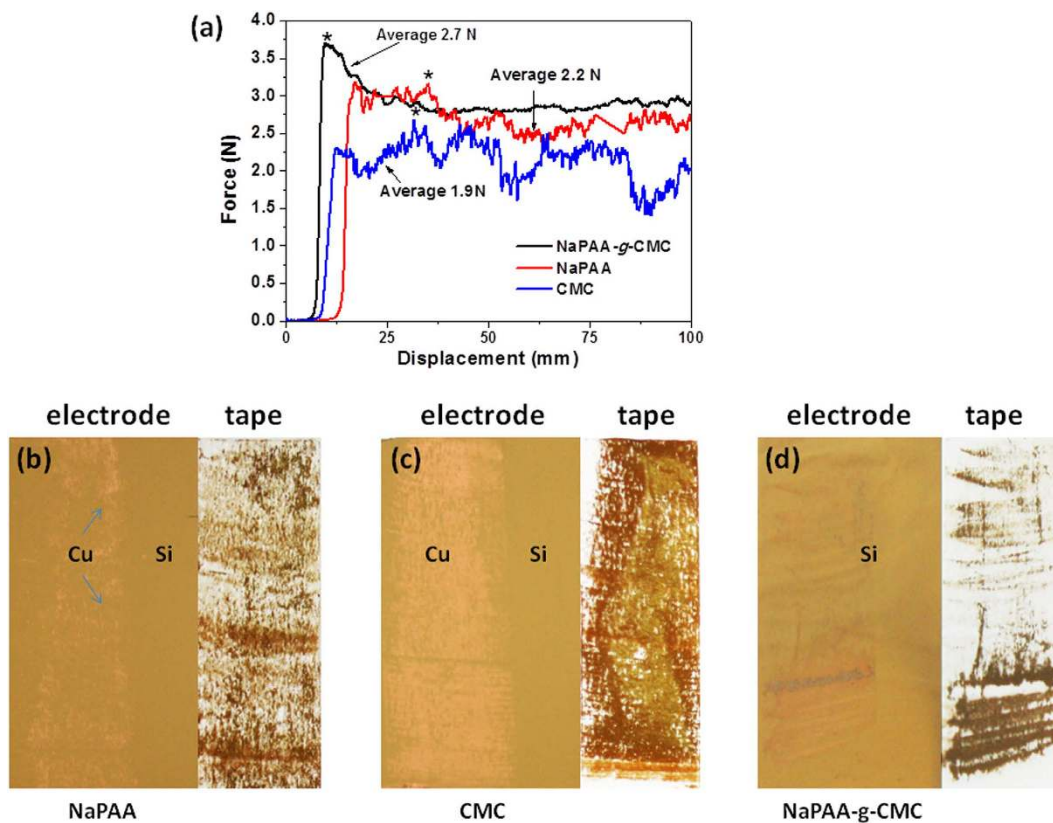 (a)
4.0
3.5
3.0
2.5
2.0
1.5
1.0
0.5
0.0
Force (N)
*
Average 2.7 N
*
Average 2.2 N
*
Average 1.9 N
NaPAA-g-CMC
NaPAA
CMC
0 25 50 75 100
Displacement (mm)
electrode tape electrode tape electrode tape
(b) (c) (d)
Cu Si Cu Si Si
NaPAA CMC NaPAA-g-CMC